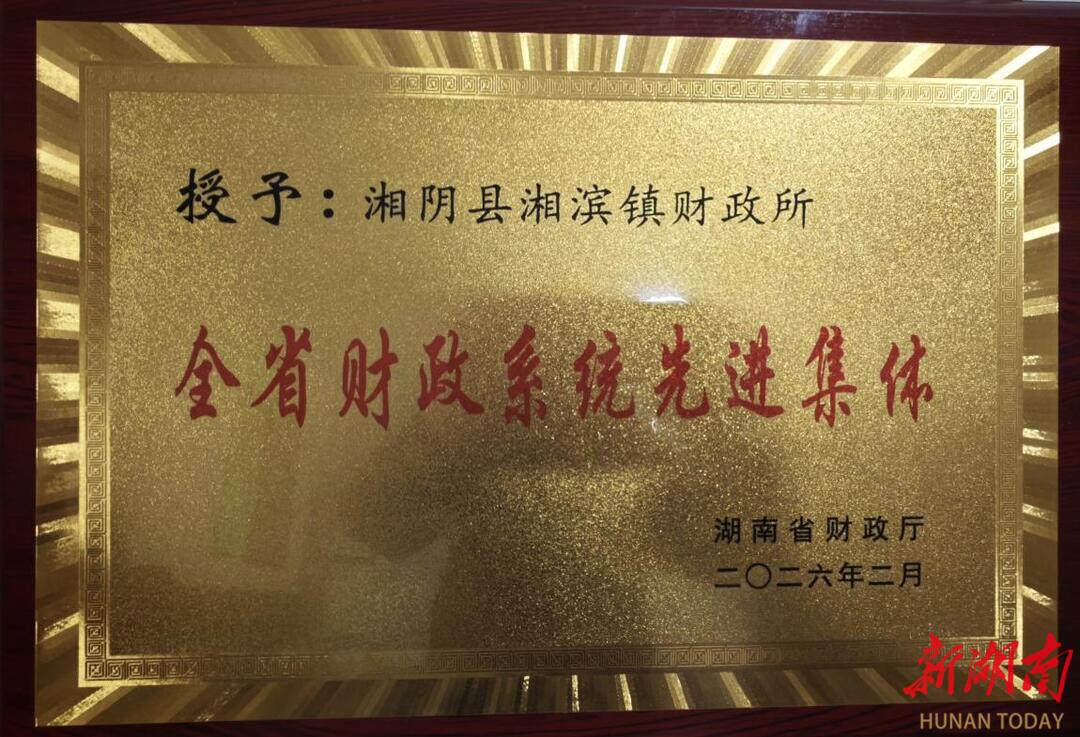 授予：湘阴县湘滨镇财政所
全省财政系统先进集体
湖南省财政厅
二〇二六年二月
新湖南
HUNAN TODAY